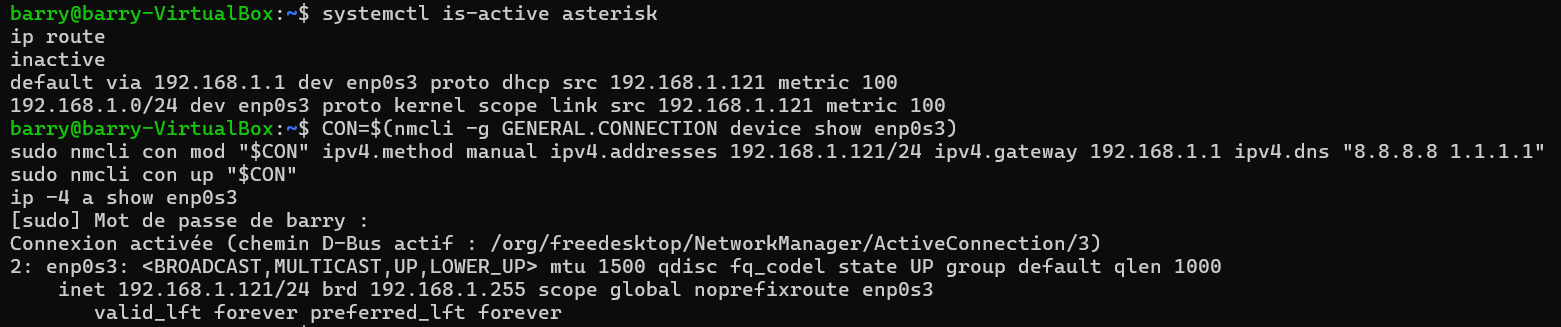 barry@barry-VirtualBox:~$ systemctl is-active asterisk
ip route
inactive
default via 192.168.1.1 dev enp0s3 proto dhcp src 192.168.1.121 metric 100
192.168.1.0/24 dev enp0s3 proto kernel scope link src 192.168.1.121 metric 100
barry@barry-VirtualBox:~$ CON=$(nmcli -g GENERAL.CONNECTION device show enp0s3)
sudo nmcli con mod "$CON" ipv4.method manual ipv4.addresses 192.168.1.121/24 ipv4.gateway 192.168.1.1 ipv4.dns "8.8.8.8 1.1.1.1"
sudo nmcli con up "$CON"
ip -4 a show enp0s3
[sudo] Mot de passe de barry :
Connexion activée (chemin D-Bus actif : /org/freedesktop/NetworkManager/ActiveConnection/3)
2: enp0s3: <BROADCAST,MULTICAST,UP,LOWER_UP> mtu 1500 qdisc fq_codel state UP group default qlen 1000
    inet 192.168.1.121/24 brd 192.168.1.255 scope global noprefixroute enp0s3
       valid_lft forever preferred_lft forever